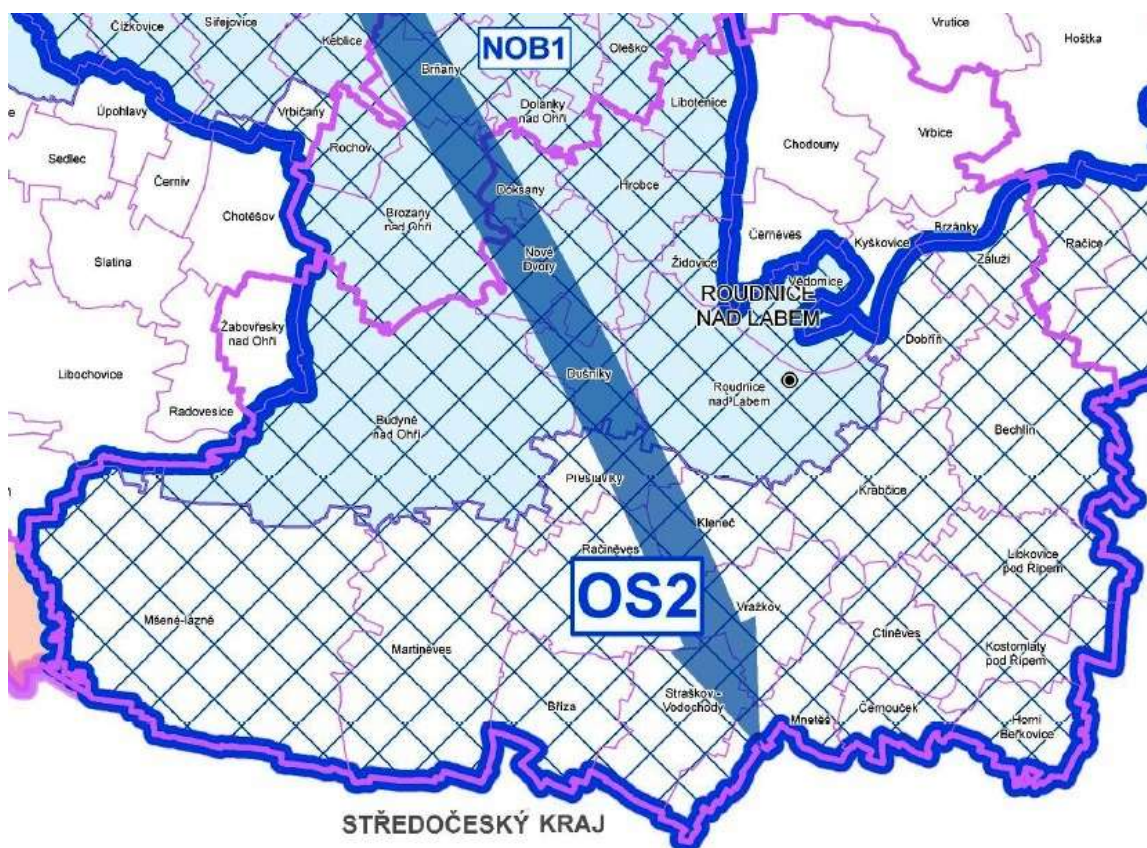 Čížkovice
Siřejovice
Keblice
NOB1
Oleško
Vrutice
Hoštka
Brňany
Úpohlavy
Vrbičany
Dolánky
nad Ohří
Libotenice
e
Rochov
Chodouny
Vrbice
Sedlec
Černiv
Doksany
Hrobce
Chotěšov
Brozany
nad Ohří
Černěves
Kyškovice
Brzánky
Račice
Slatina
Nové
Dvory
Židovice
Záluží
Vědomice
ROUDNICE
NAD LABEM
Žabovřesky
nad Ohří
Dobříň
Libochovice
Dušníky
Roudnice
nad Labem
Radovesice
Budyně
nad Ohří
Bechlín
Přestavlky
Krabčice
Kleneč
Račiněves
Libkovice
pod Řípem
OS2
Vražkov
Mšené-lázně
Ctiněves
Martiněves
Kostomlaty
pod Řípem
Straškov -
Vodochody
Bříza
Mnetěš
Černouček
Horní
Beřkovice
STŘEDOČESKÝ KRAJ